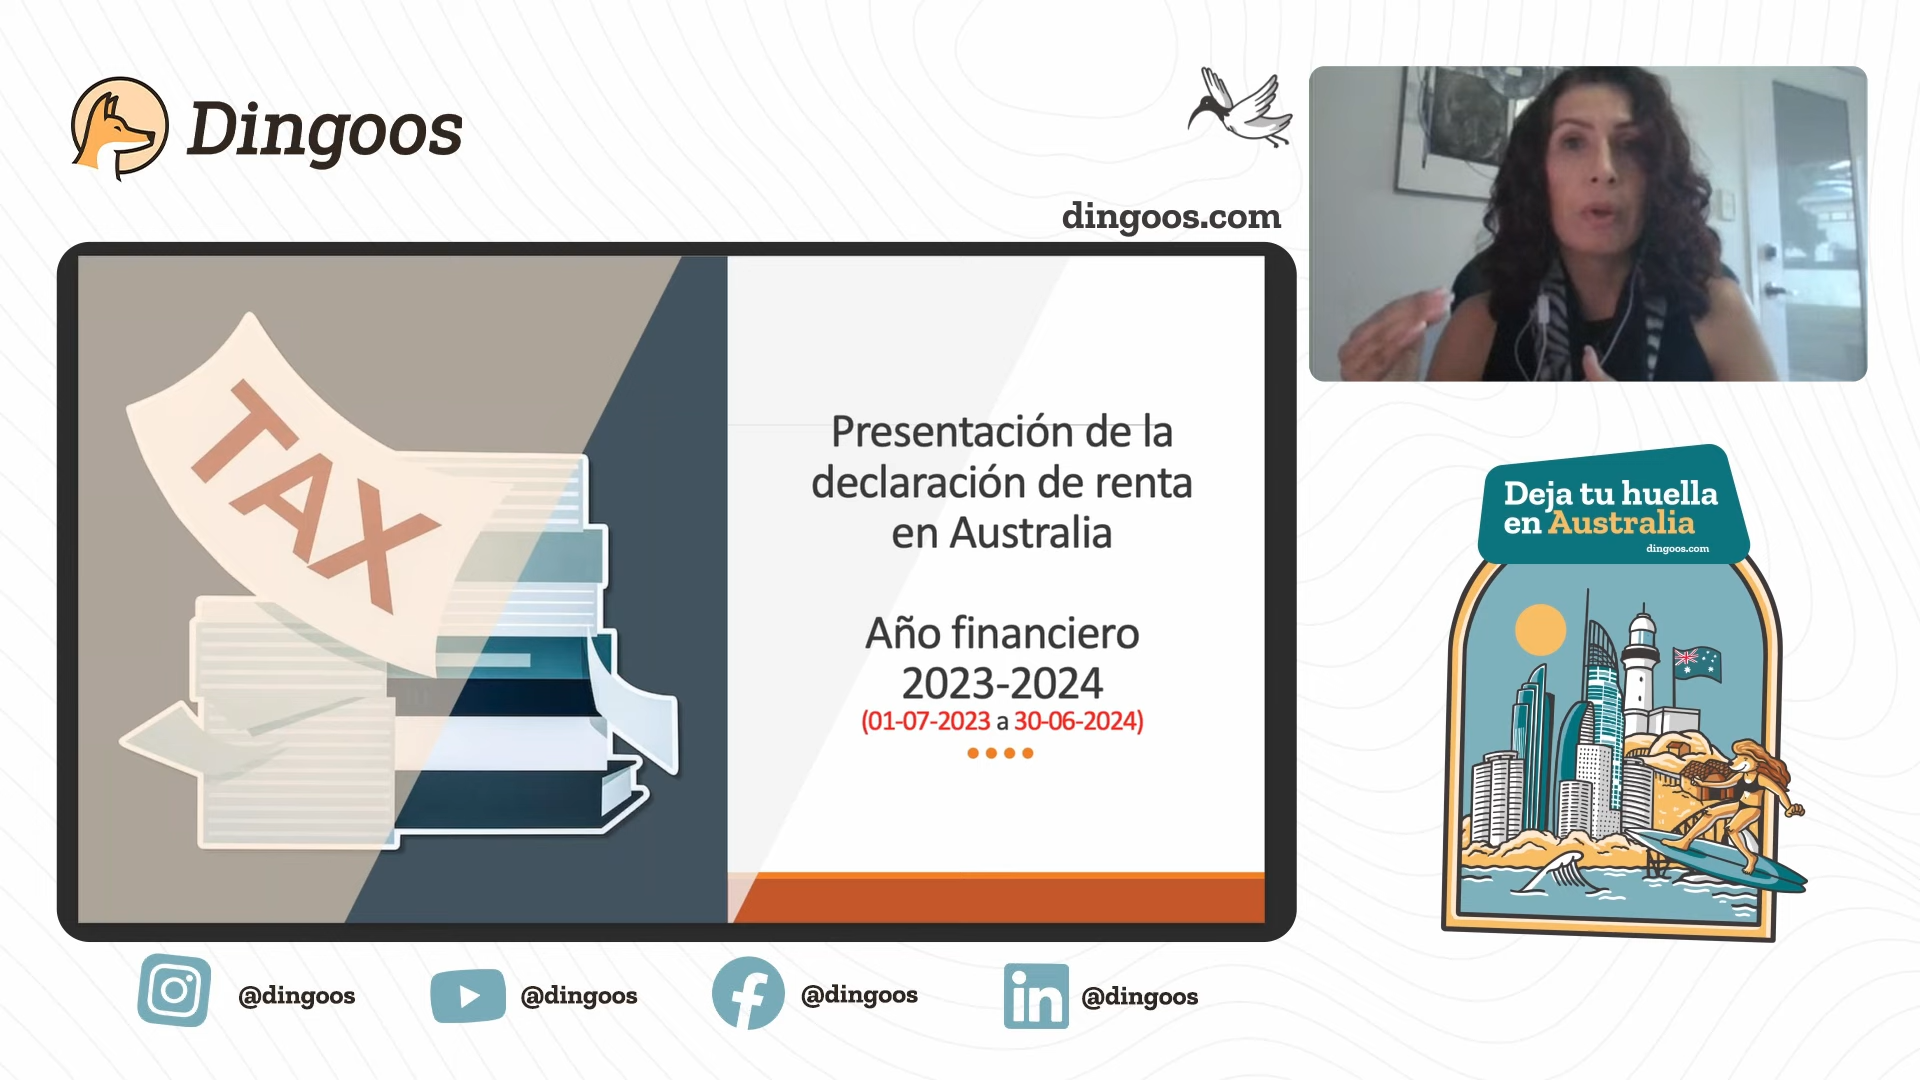 Dingoos
dingoos.com
TAX
Presentación de la
declaración de renta
en Australia
Año financiero
2023-2024
(01-07-2023 a 30-06-2024)
Deja tu huella
en Australia
dingoos.com
@dingoos
@dingoos
@dingoos
@dingoos